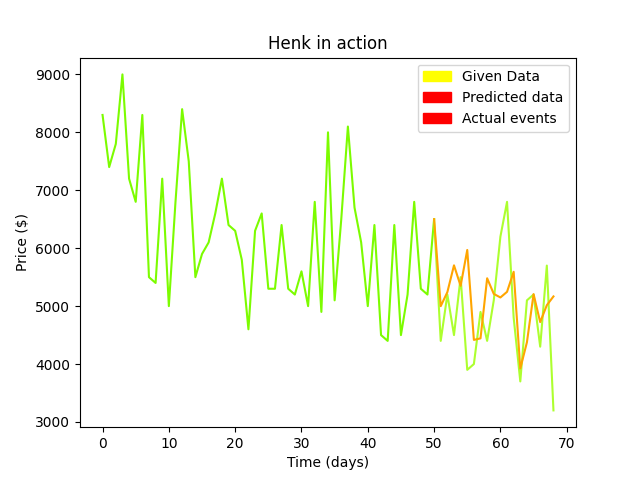 Henk in action
Given Data
Predicted data
Actual events
Price ($)
9000
8000
7000
6000
5000
4000
3000
0 10 20 30 40 50 60 70
Time (days)